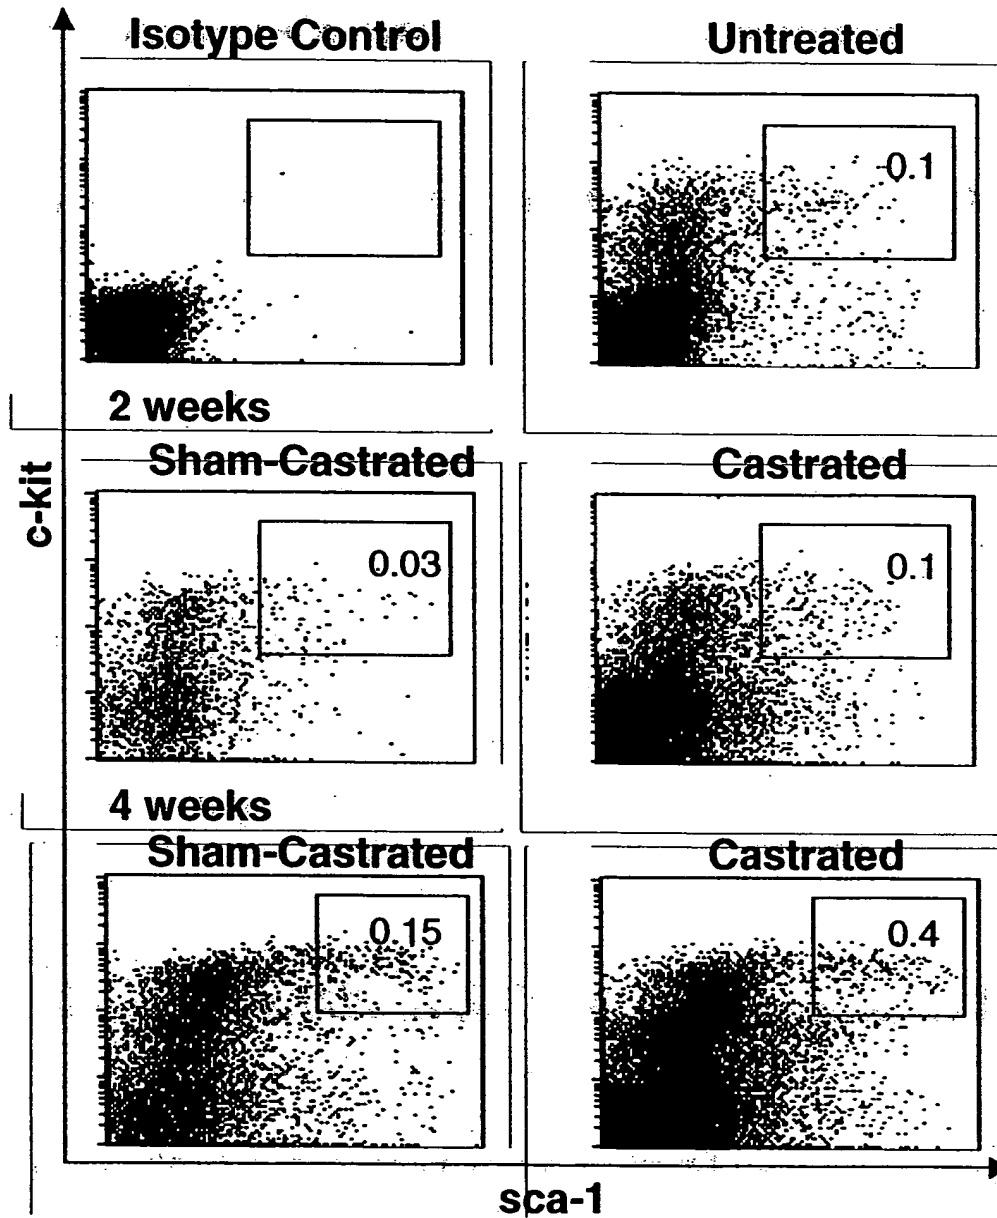 Isotype Control
Untreated
0.1
2 weeks
Sham-Castrated
Castrated
0.03
0.1
4 weeks
Sham-Castrated
Castrated
0.15
0.4
c-kit
sca-1